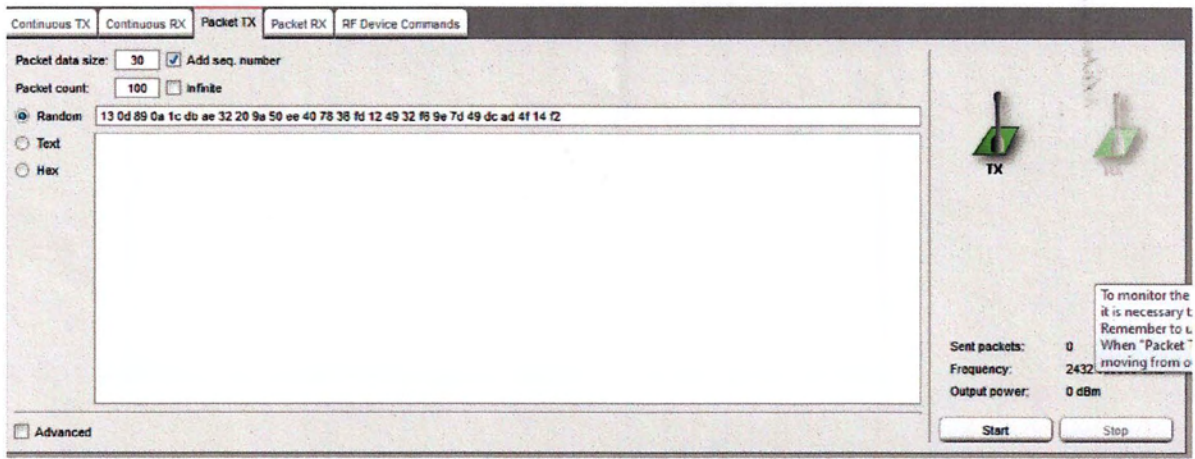 Continuous TX Continuous RX Packet TX Packet RX RF Device Commands
Packet data size: 30 Add seq. number
Packet count: 100 Infinite
Random 13 0d 89 0a 1c db ae 32 20 9a 50 ee 40 78 36 fd 12 49 32 f6 9e 7d 49 dc ad 4f 14 f2
Text
Hex
TX
To monitor the
it is necessary t
Remember to u
Sent packets: 0 When "Packet T
moving from o
Frequency: 2432
Output power: 0 dBm
Advanced
Start Stop